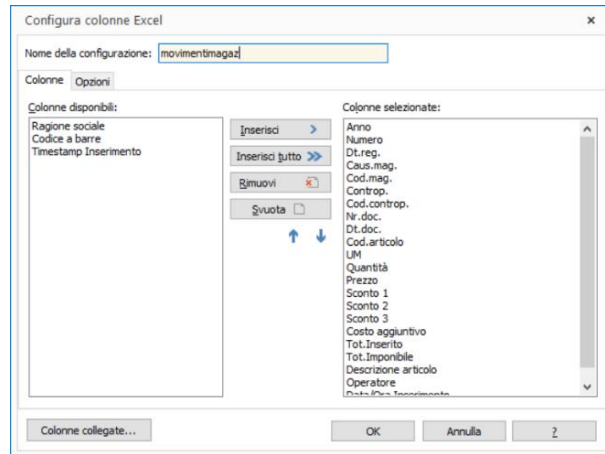 Configura colonne Excel
Nome della configurazione: movimentimagaz
Colonne Opzioni
Colonne disponibili:
Ragione sociale
Codice a barre
Timestamp Inserimento
Inserisci
Inserisci tutto
Rimuovi
Svuota
Colonne selezionate:
Anno
Numero
Dt.reg.
Caus.mag.
Cod.mag.
Controp.
Cod.controp.
Nr.doc.
Dt.doc.
Cod.articolo
UM
Quantità
Prezzo
Sconto 1
Sconto 2
Sconto 3
Costo aggiuntivo
Tot.Inserito
Tot.Imponibile
Descrizione articolo
Operatore
Data/Ora Inserimento
Colonne collegate...
OK
Annulla
?